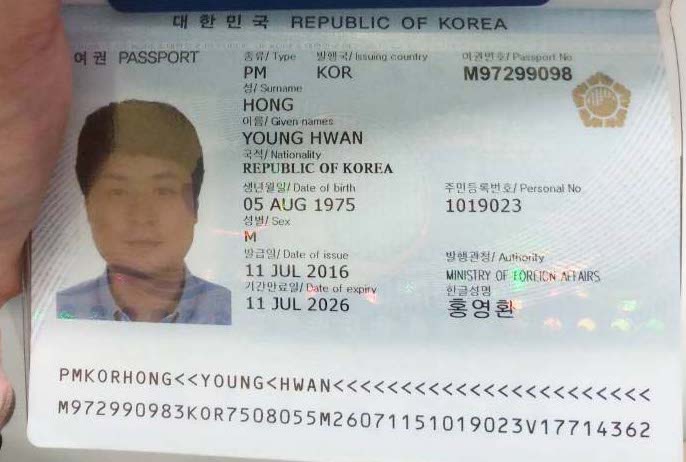 대한민국 REPUBLIC OF KOREA
여권 PASSPORT
종류/ Type 발행국/ Issuing country 여권번호/ Passport No
PM KOR M97299098
성/ Surname
HONG
이름/ Given names
YOUNG HWAN
국적/ Nationality
REPUBLIC OF KOREA
생년월일/ Date of birth 주민등록번호/ Personal No
05 AUG 1975 1019023
성별/ Sex
M
발급일/ Date of issue 발행관청/ Authority
11 JUL 2016 MINISTRY OF FOREIGN AFFAIRS
기간만료일/ Date of expiry 한글성명
11 JUL 2026 홍영환
PMKORHONG<<YOUNG<HWAN<<<<<<<<<<<<<<<<<<<<<<<
M972990983KOR7508055M26071151019023V17714362